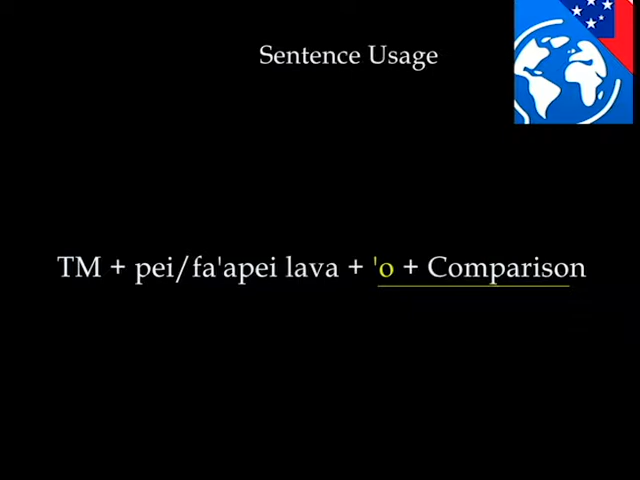 Sentence Usage
TM + pei/fa'apei lava + 'o + Comparison